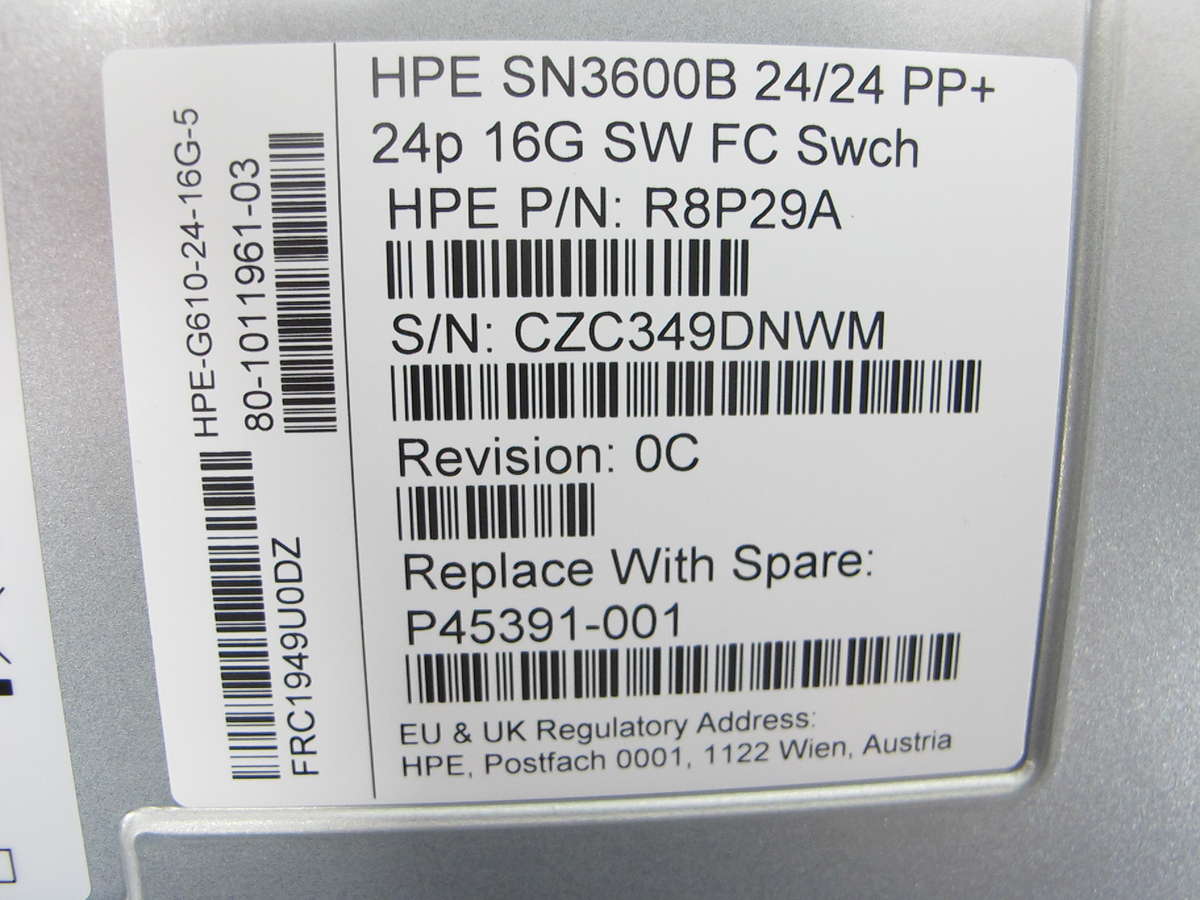 HPE SN3600B 24/24 PP+
24p 16G SW FC Swch
HPE P/N: R8P29A
S/N: CZC349DNWM
Revision: 0C
Replace With Spare:
P45391-001
EU & UK Regulatory Address:
HPE, Postfach 0001, 1122 Wien, Austria
HPE-G610-24-16G-5
80-1011961-03
FRC1949U0DZ